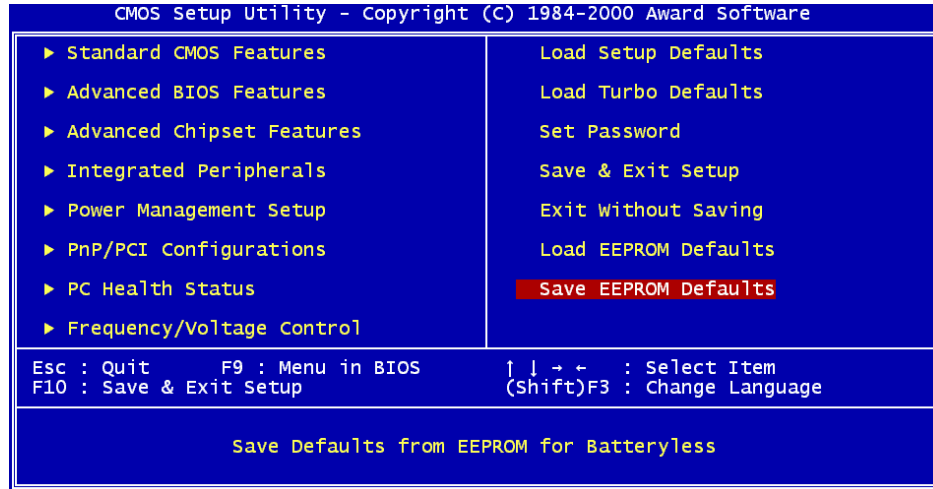 CMOS Setup Utility - Copyright (C) 1984-2000 Award Software
▶ Standard CMOS Features
▶ Advanced BIOS Features
▶ Advanced Chipset Features
▶ Integrated Peripherals
▶ Power Management Setup
▶ PnP/PCI Configurations
▶ PC Health Status
▶ Frequency/Voltage Control
Load Setup Defaults
Load Turbo Defaults
Set Password
Save & Exit Setup
Exit Without Saving
Load EEPROM Defaults
Save EEPROM Defaults
Esc : Quit F9 : Menu in BIOS ↑ ↓ → ← : Select Item
F10 : Save & Exit Setup (Shift)F3 : Change Language
Save Defaults from EEPROM for Batteryless